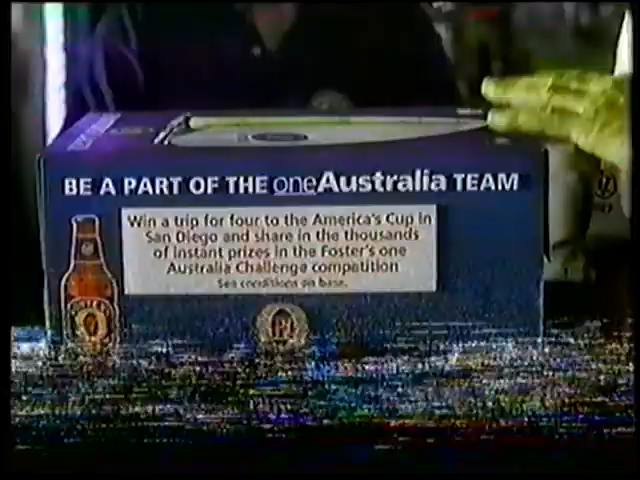 BE A PART OF THE oneAustralia TEAM
Win a trip for four to the America's Cup in
San Diego and share in the thousands
of instant prizes in the Foster's one
Australia Challenge competition
See conditions on base.